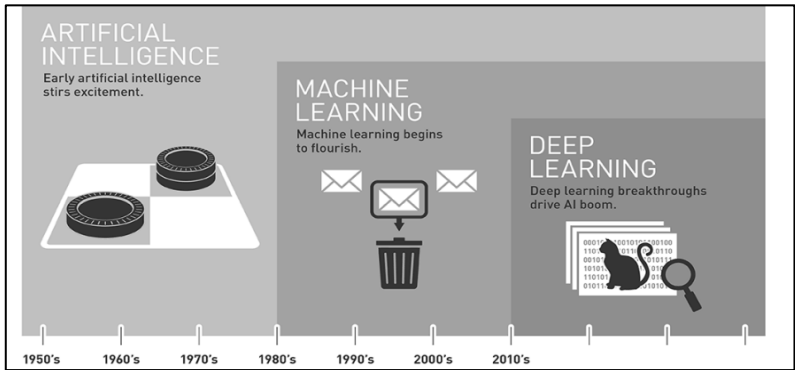 ARTIFICIAL
INTELLIGENCE
Early artificial intelligence
stirs excitement.
MACHINE
LEARNING
Machine learning begins
to flourish.
DEEP
LEARNING
Deep learning breakthroughs
drive AI boom.
1950's 1960's 1970's 1980's 1990's 2000's 2010's